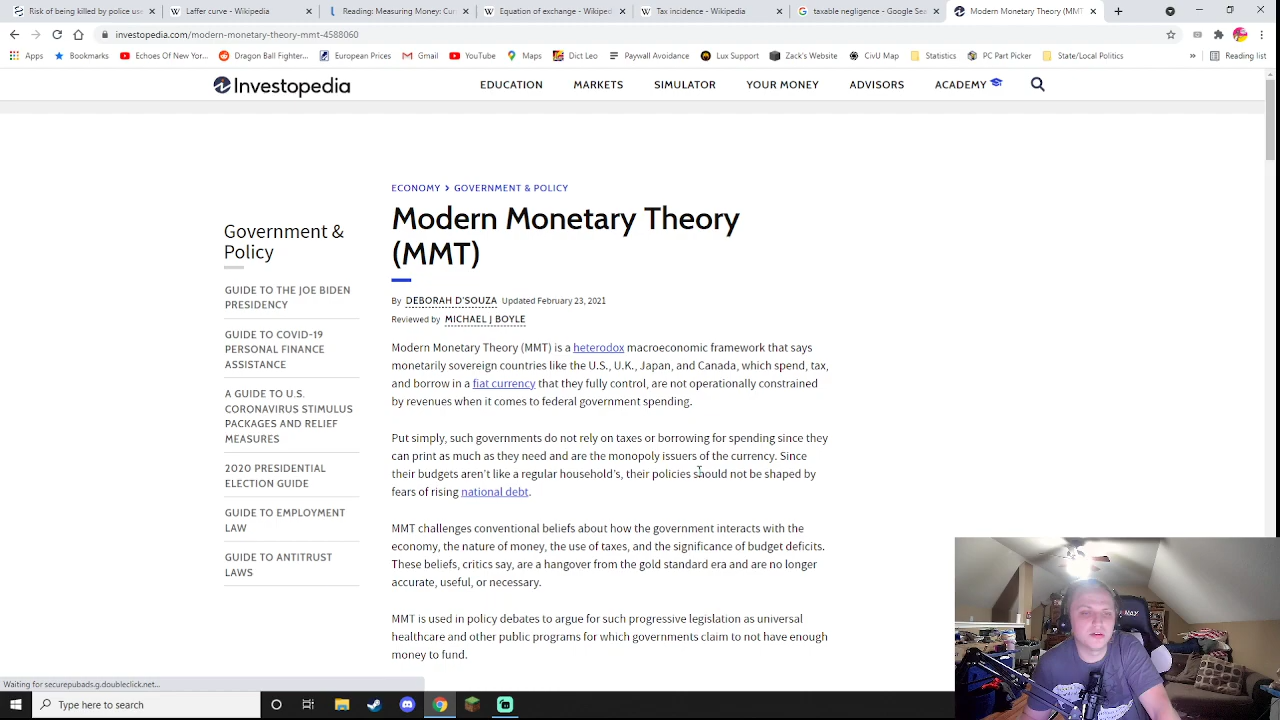 Risk of being killed by police use
Laffer curve - Wikipedia
Reading: Measuring Money: Cur
Equation of exchange - Wikiped
Tax incidence - Wikipedia
taxable negligence - Google Sea
Modern Monetary Theory (MMT)
investopedia.com/modern-monetary-theory-mmt-4588060
Apps
Bookmarks
Echoes Of New Yor...
Dragon Ball Fighter...
European Prices
Gmail
YouTube
Maps
Dict Leo
Paywall Avoidance
Lux Support
Zack's Website
CivU Map
Statistics
PC Part Picker
State/Local Politics
»
Reading list
Investopedia
EDUCATION
MARKETS
SIMULATOR
YOUR MONEY
ADVISORS
ACADEMY
ECONOMY > GOVERNMENT & POLICY
Government &
Policy
GUIDE TO THE JOE BIDEN
PRESIDENCY
GUIDE TO COVID-19
PERSONAL FINANCE
ASSISTANCE
A GUIDE TO U.S.
CORONAVIRUS STIMULUS
PACKAGES AND RELIEF
MEASURES
2020 PRESIDENTIAL
ELECTION GUIDE
GUIDE TO EMPLOYMENT
LAW
GUIDE TO ANTITRUST
LAWS
Modern Monetary Theory
(MMT)
By DEBORAH D'SOUZA Updated February 23, 2021
Reviewed by MICHAEL J BOYLE
Modern Monetary Theory (MMT) is a heterodox macroeconomic framework that says
monetarily sovereign countries like the U.S., U.K., Japan, and Canada, which spend, tax,
and borrow in a fiat currency that they fully control, are not operationally constrained
by revenues when it comes to federal government spending.
Put simply, such governments do not rely on taxes or borrowing for spending since they
can print as much as they need and are the monopoly issuers of the currency. Since
their budgets aren't like a regular household's, their policies should not be shaped by
fears of rising national debt.
MMT challenges conventional beliefs about how the government interacts with the
economy, the nature of money, the use of taxes, and the significance of budget deficits.
These beliefs, critics say, are a hangover from the gold standard era and are no longer
accurate, useful, or necessary.
MMT is used in policy debates to argue for such progressive legislation as universal
healthcare and other public programs for which governments claim to not have enough
money to fund.
Waiting for securepubads.g.doubleclick.net...
Type here to search